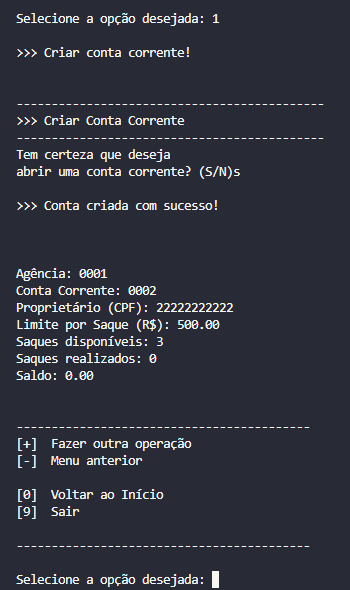 Selecione a opção desejada: 1
>>> Criar conta corrente!
--------------------------------------------
>>> Criar Conta Corrente
--------------------------------------------
Tem certeza que deseja
abrir uma conta corrente? (S/N)s
>>> Conta criada com sucesso!
Agência: 0001
Conta Corrente: 0002
Proprietário (CPF): 22222222222
Limite por Saque (R$): 500.00
Saques disponíveis: 3
Saques realizados: 0
Saldo: 0.00
------------------------------------------
[+]  Fazer outra operação
[-]  Menu anterior
[0]  Voltar ao Início
[9]  Sair
------------------------------------------
Selecione a opção desejada: